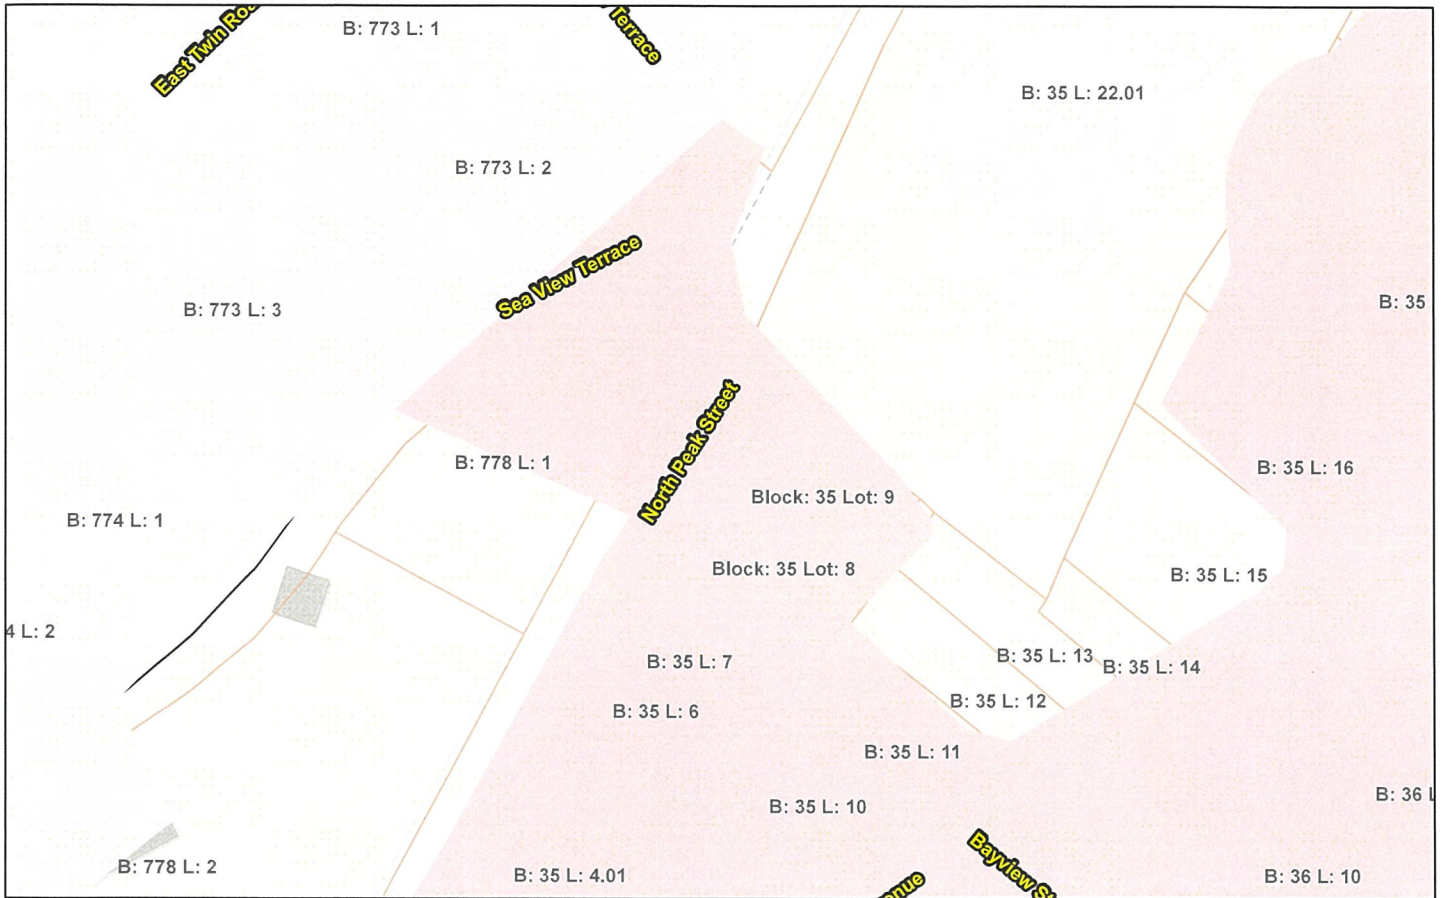 East Twin
B: 773 L: 1
Terrace
B: 35 L: 22.01
B: 773 L: 2
Sea View Terrace
B: 773 L: 3
B: 35
North Peak Street
B: 778 L: 1
B: 35 L: 16
Block: 35 Lot: 9
B: 774 L: 1
Block: 35 Lot: 8
B: 35 L: 15
4 L: 2
B: 35 L: 7
B: 35 L: 13
B: 35 L: 14
B: 35 L: 12
B: 35 L: 6
B: 35 L: 11
B: 36 L
B: 35 L: 10
B: 778 L: 2
B: 35 L: 4.01
enue
Bayview St
B: 36 L: 10